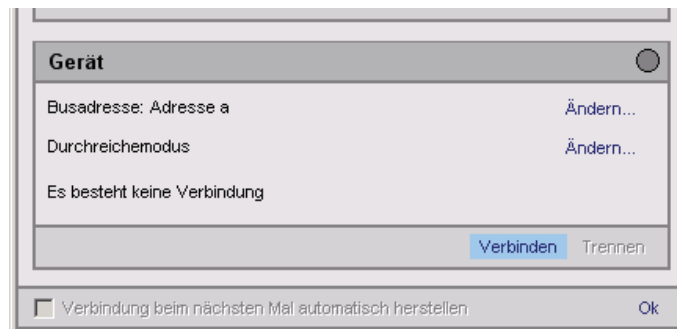 Gerät
Busadresse: Adresse a Ändern...
Durchreichemodus Ändern...
Es besteht keine Verbindung
Verbinden Trennen
Verbindung beim nächsten Mal automatisch herstellen Ok